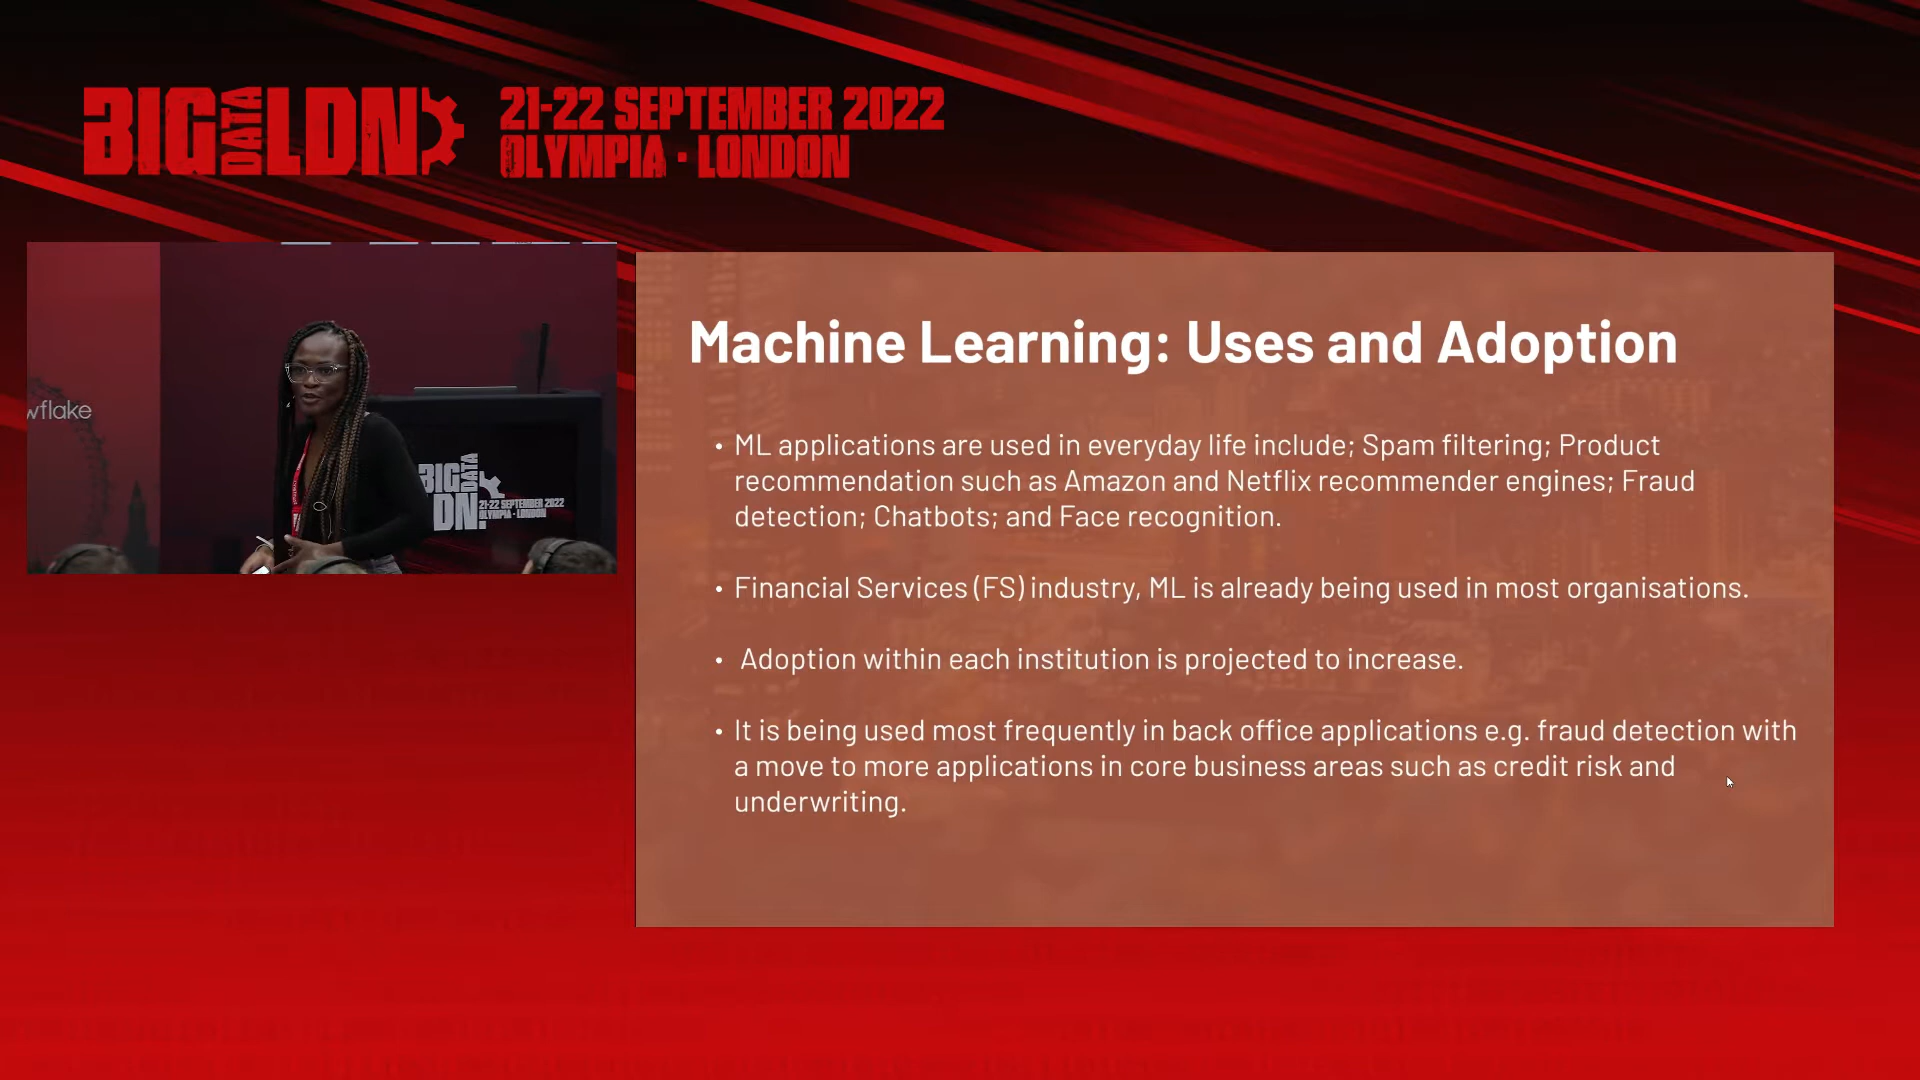 BIG DATA LDN
21-22 SEPTEMBER 2022
OLYMPIA · LONDON
wflake
BIG DATA
LDN.
21-22 SEPTEMBER 2022
OLYMPIA · LONDON
Machine Learning: Uses and Adoption
• ML applications are used in everyday life include; Spam filtering; Product
recommendation such as Amazon and Netflix recommender engines; Fraud
detection; Chatbots; and Face recognition.
• Financial Services (FS) industry, ML is already being used in most organisations.
• Adoption within each institution is projected to increase.
• It is being used most frequently in back office applications e.g. fraud detection with
a move to more applications in core business areas such as credit risk and
underwriting.